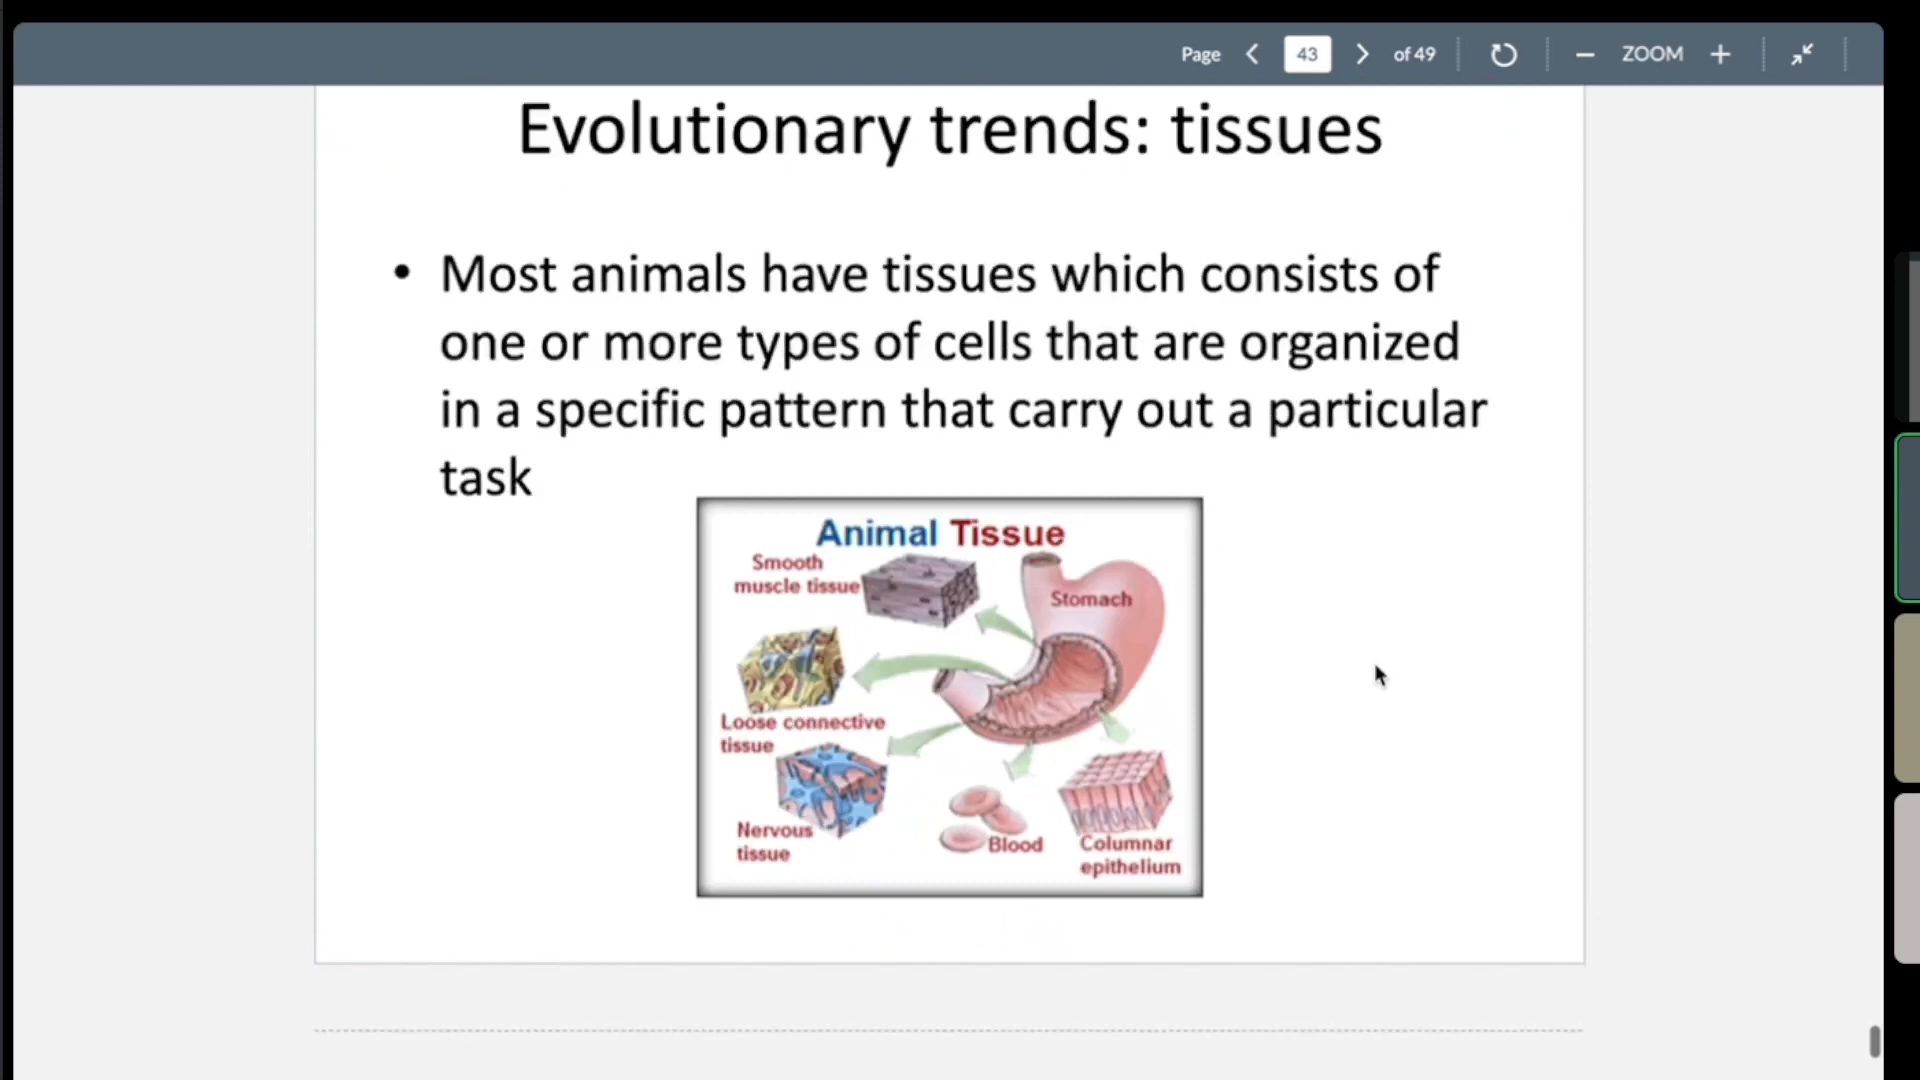 Page 43 of 49 ZOOM
Evolutionary trends: tissues
• Most animals have tissues which consists of
one or more types of cells that are organized
in a specific pattern that carry out a particular
task
Animal Tissue
Smooth
muscle tissue
Stomach
Loose connective
tissue
Nervous
tissue
Blood
Columnar
epithelium